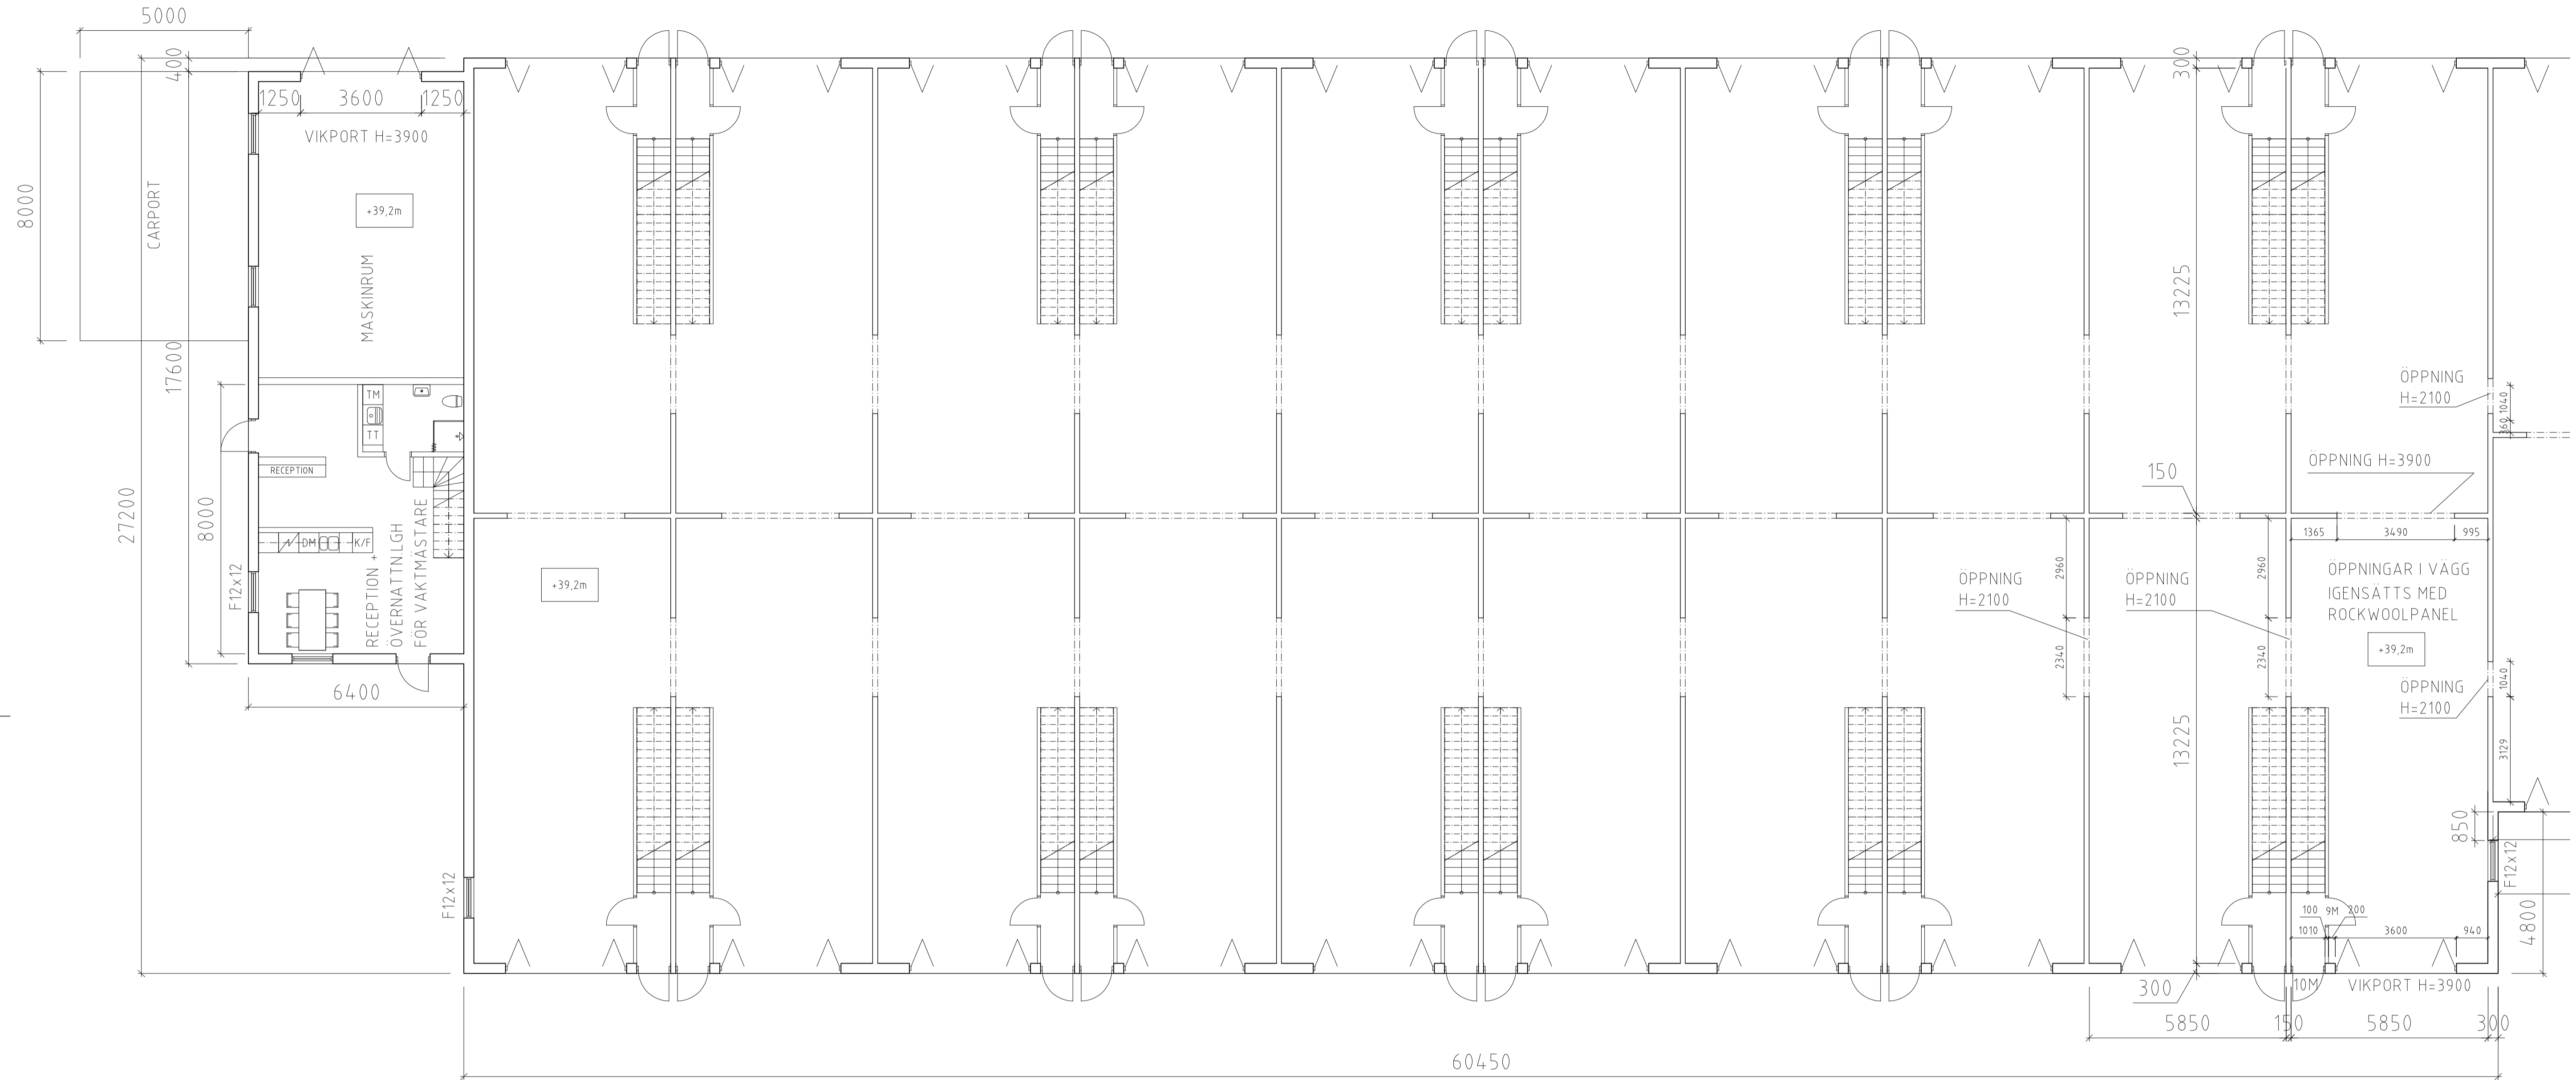 5000
400
300
1250
3600
1250
VIKPORT H=3900
8000
CARPORT
+39,2m
MASKINRUM
13225
17600
TM
TT
RECEPTION
ÖPPNING
H=2100
1040
360
ÖPPNING H=3900
150
27200
8000
DM
K/F
RECEPTION +
ÖVERNATTN.LGH
FÖR VAKTMÄSTARE
F12x12
1365
3490
995
+39,2m
2960
2960
ÖPPNING
H=2100
ÖPPNING
H=2100
ÖPPNINGAR I VÄGG
IGENSÄTTS MED
ROCKWOOLPANEL
+39,2m
2340
2340
1040
ÖPPNING
H=2100
6400
13225
3129
850
F12x12
F12x12
100
9M
200
1010
3600
940
4800
300
10M
VIKPORT H=3900
5850
150
5850
300
60450